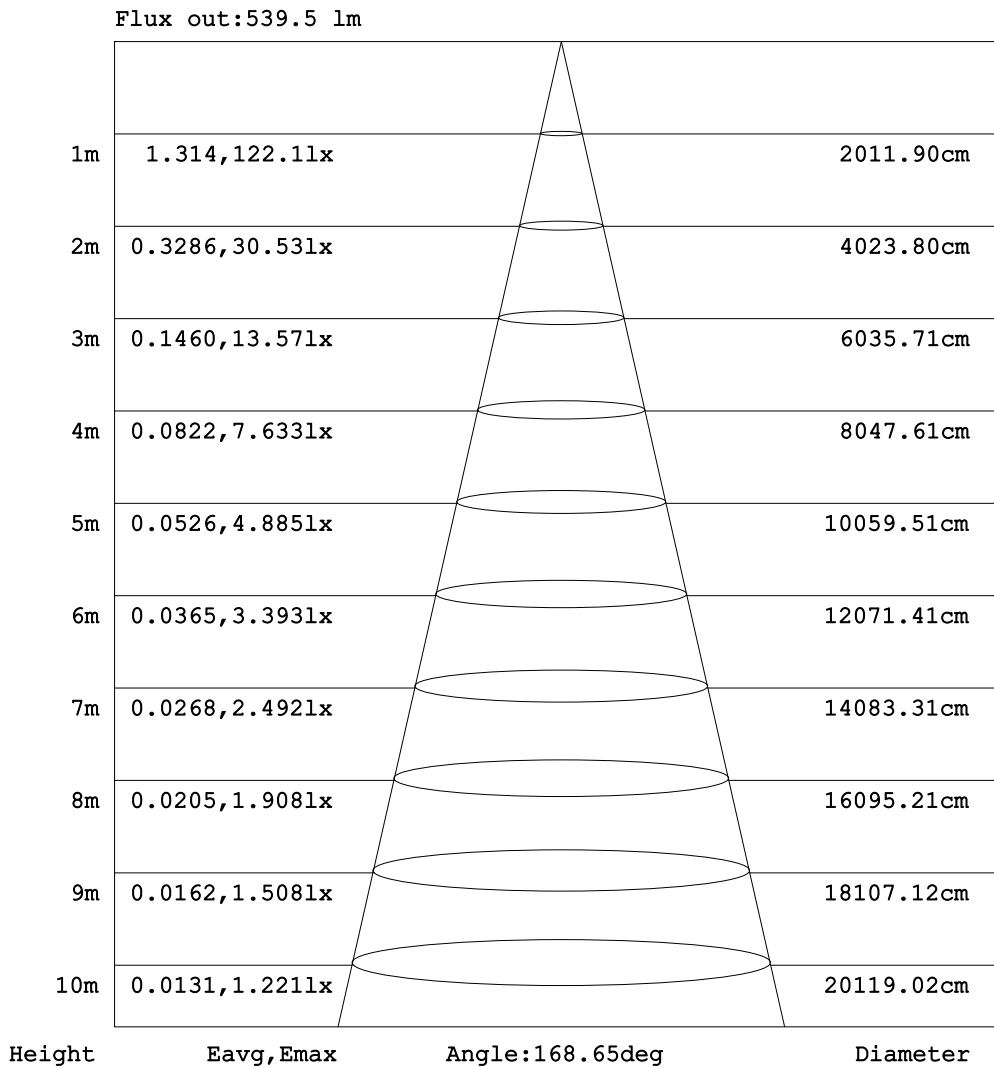 Flux out:539.5 lm
1m 1.314,122.1lx 2011.90cm
2m 0.3286,30.53lx 4023.80cm
3m 0.1460,13.57lx 6035.71cm
4m 0.0822,7.633lx 8047.61cm
5m 0.0526,4.885lx 10059.51cm
6m 0.0365,3.393lx 12071.41cm
7m 0.0268,2.492lx 14083.31cm
8m 0.0205,1.908lx 16095.21cm
9m 0.0162,1.508lx 18107.12cm
10m 0.0131,1.221lx 20119.02cm
Height Eavg,Emax Angle:168.65deg Diameter